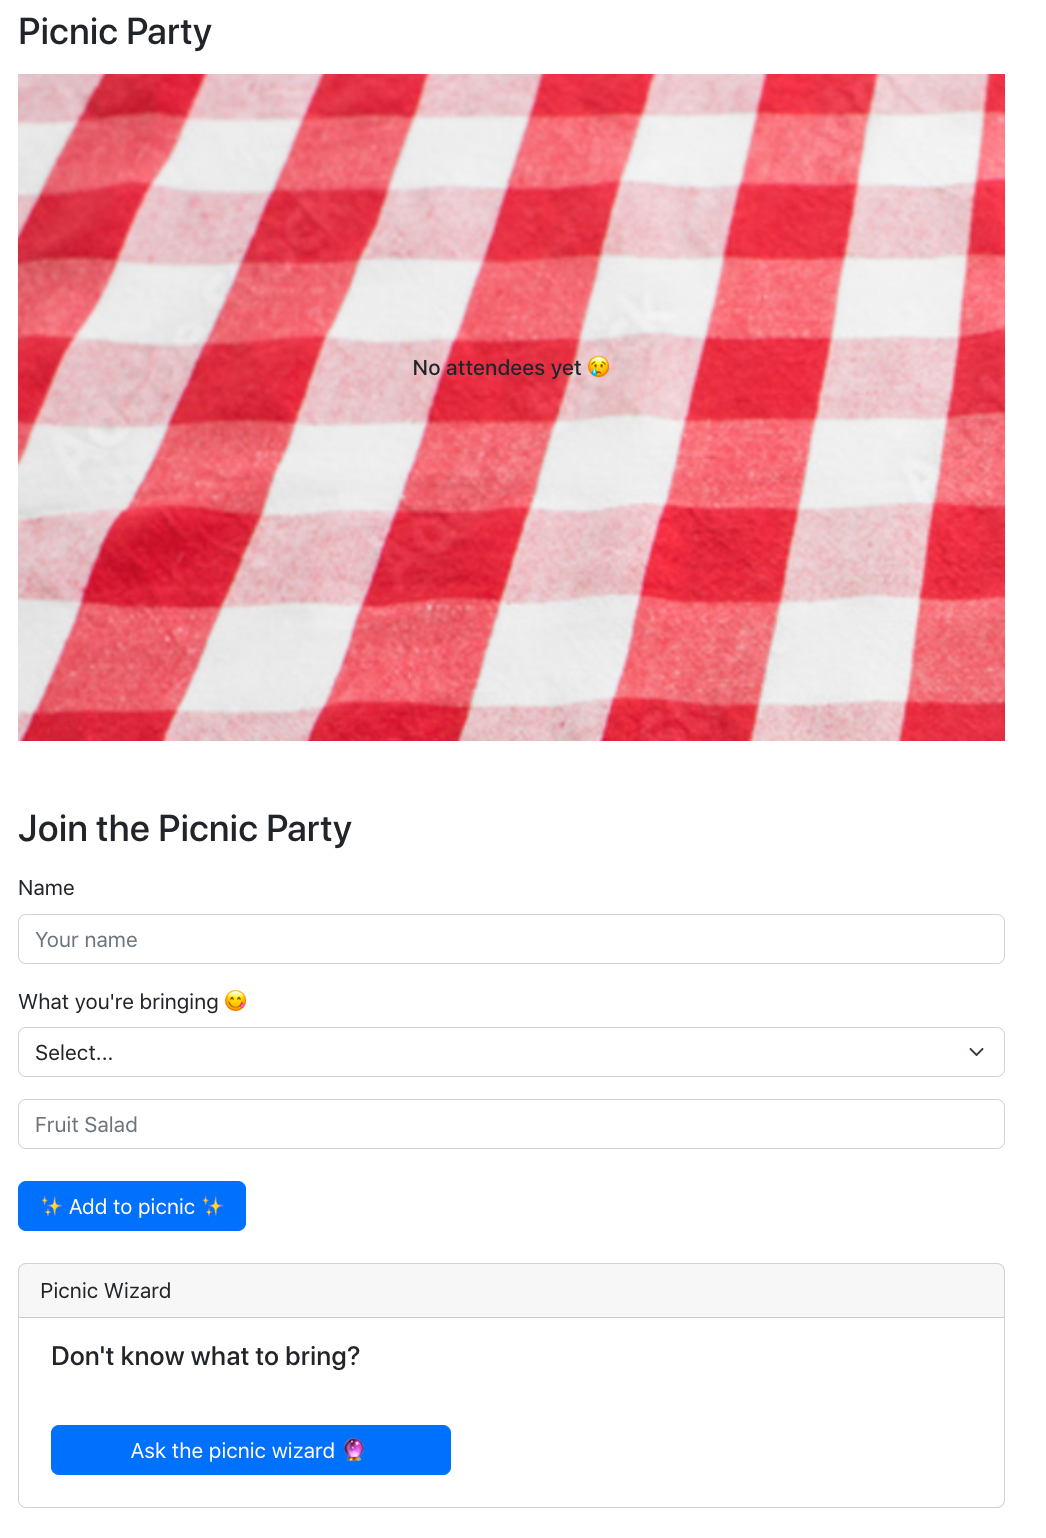 Picnic Party
No attendees yet 😢
Join the Picnic Party
Name
Your name
What you're bringing 😋
Select...
Fruit Salad
✨ Add to picnic ✨
Picnic Wizard
Don't know what to bring?
Ask the picnic wizard 🔮